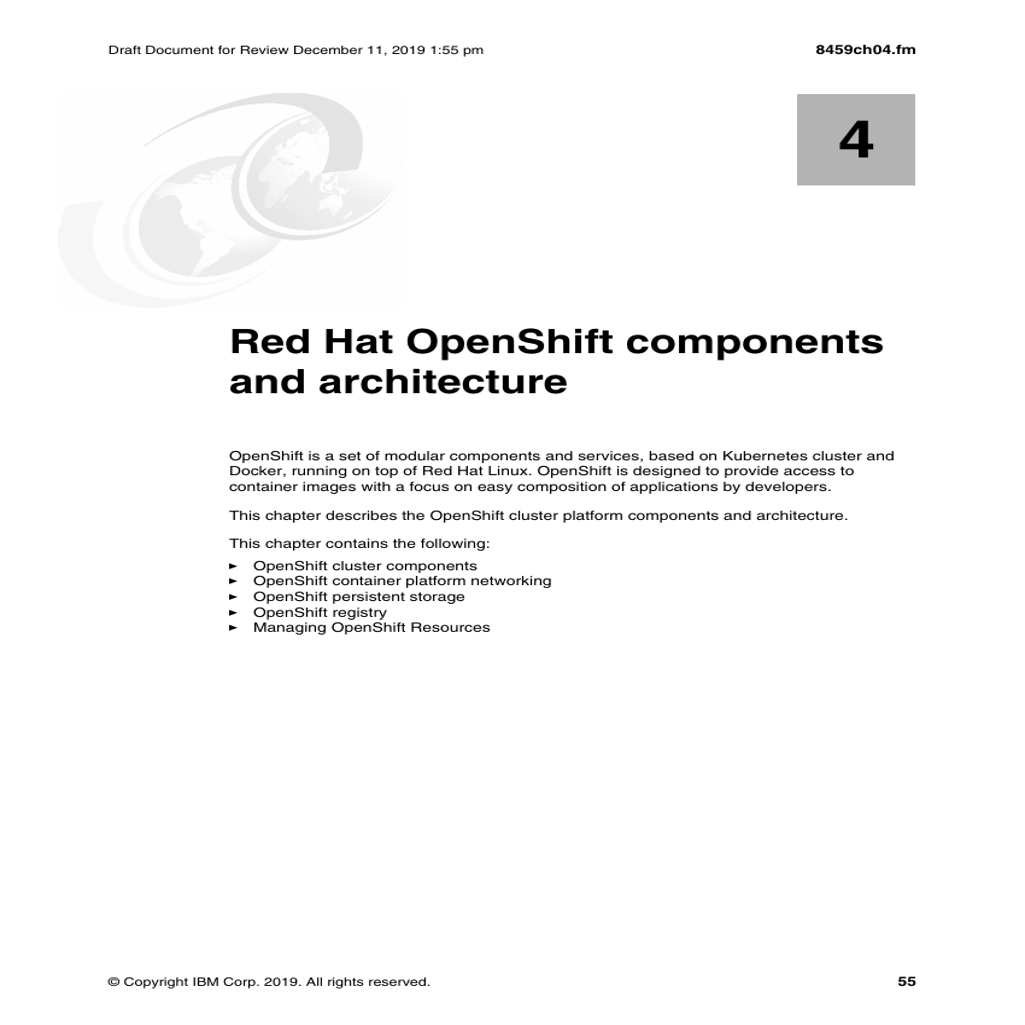 Draft Document for Review December 11, 2019 1:55 pm
8459ch04.fm
4
Red Hat OpenShift components
and architecture
OpenShift is a set of modular components and services, based on Kubernetes cluster and
Docker, running on top of Red Hat Linux. OpenShift is designed to provide access to
container images with a focus on easy composition of applications by developers.
This chapter describes the OpenShift cluster platform components and architecture.
This chapter contains the following:
► OpenShift cluster components
► OpenShift container platform networking
► OpenShift persistent storage
► OpenShift registry
► Managing OpenShift Resources
© Copyright IBM Corp. 2019. All rights reserved.
55